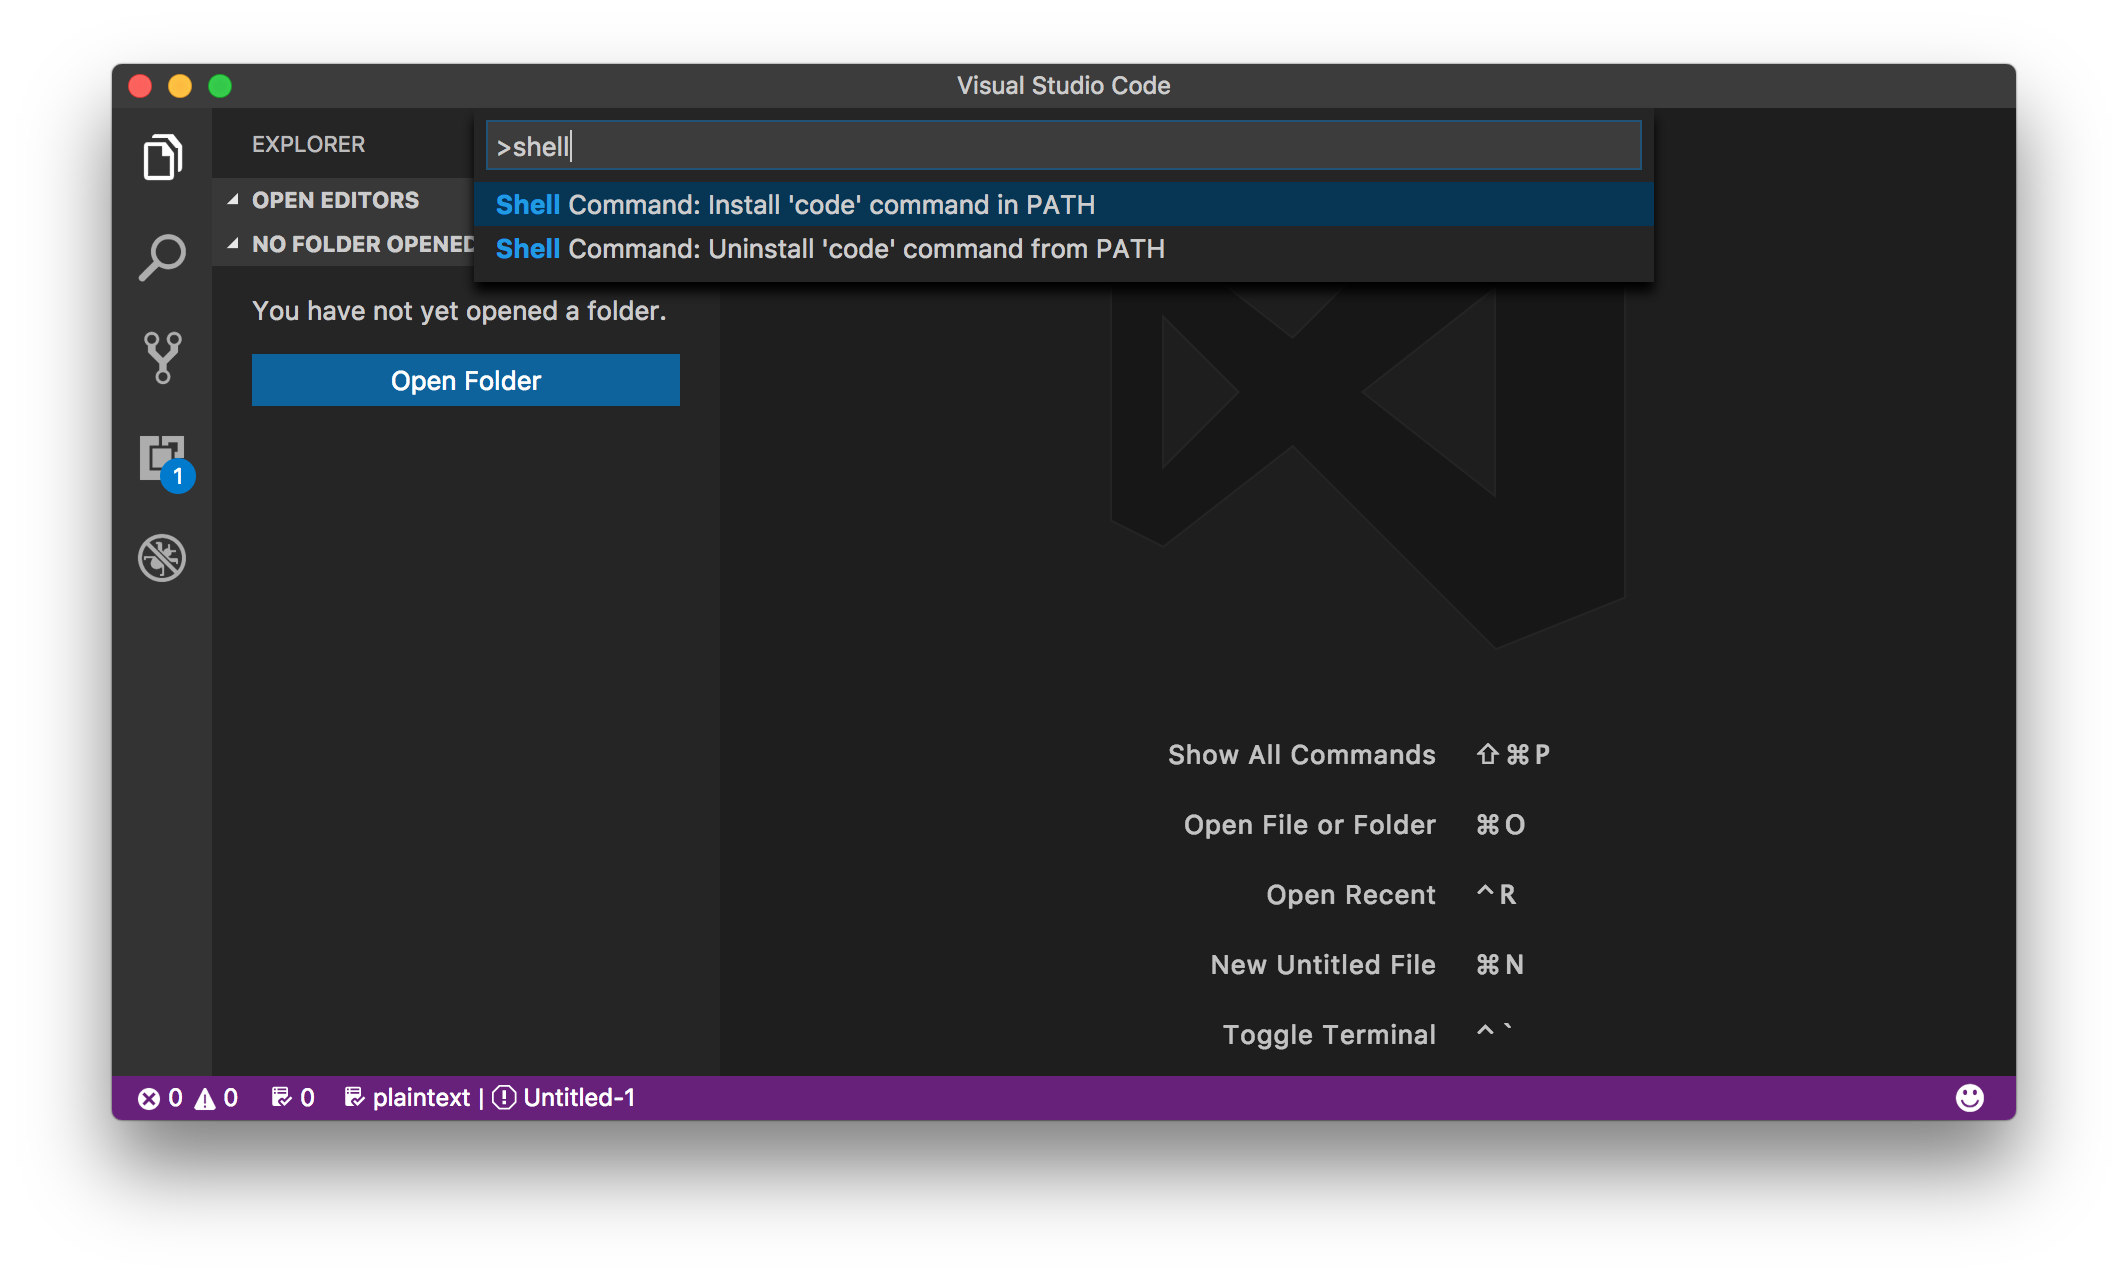 Visual Studio Code
EXPLORER
>shell
OPEN EDITORS
Shell Command: Install 'code' command in PATH
NO FOLDER OPENED
Shell Command: Uninstall 'code' command from PATH
You have not yet opened a folder.
Open Folder
1
Show All Commands ⇧⌘P
Open File or Folder ⌘O
Open Recent ^R
New Untitled File ⌘N
Toggle Terminal ^`
0 0 0 plaintext | Untitled-1